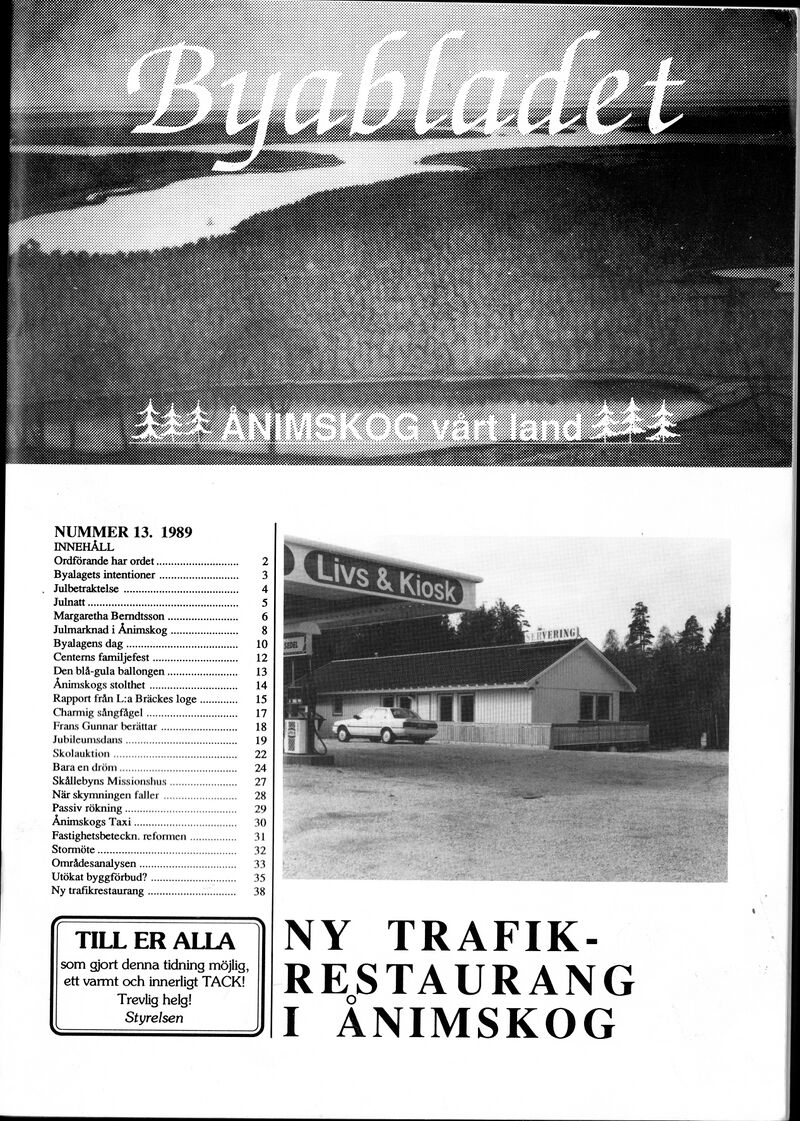 Byabladet
ÅNIMSKOG vårt land
NUMMER 13. 1989
INNEHÅLL
Ordförande har ordet ............................ 2
Byalagets intentioner ............................ 3
Julbetraktelse ............................ 4
Julnatt ............................ 5
Margaretha Berndtsson ............................ 6
Julmarknad i Ånimskog ............................ 8
Byalagens dag ............................ 10
Centerns familjefest ............................ 12
Den blå-gula ballongen ............................ 13
Ånimskogs stolthet ............................ 14
Rapport från L:a Bräckes loge ............................ 15
Charmig sångfågel ............................ 17
Frans Gunnar berättar ............................ 18
Jubileumsdans ............................ 19
Skolauktion ............................ 22
Bara en dröm ............................ 24
Skållebyns Missionshus ............................ 27
När skymningen faller ............................ 28
Passiv rökning ............................ 29
Ånimskogs Taxi ............................ 30
Fastighetsbeteckn. reformen ............................ 31
Stormöte ............................ 32
Områdesanalysen ............................ 33
Utökat byggförbud? ............................ 35
Ny trafikrestaurang ............................ 38
TILL ER ALLA
som gjort denna tidning möjlig,
ett varmt och innerligt TACK!
Trevlig helg!
Styrelsen
Livs & Kiosk
SERVERING
SEDEL
NY TRAFIK-
RESTAURANG
I ÅNIMSKOG